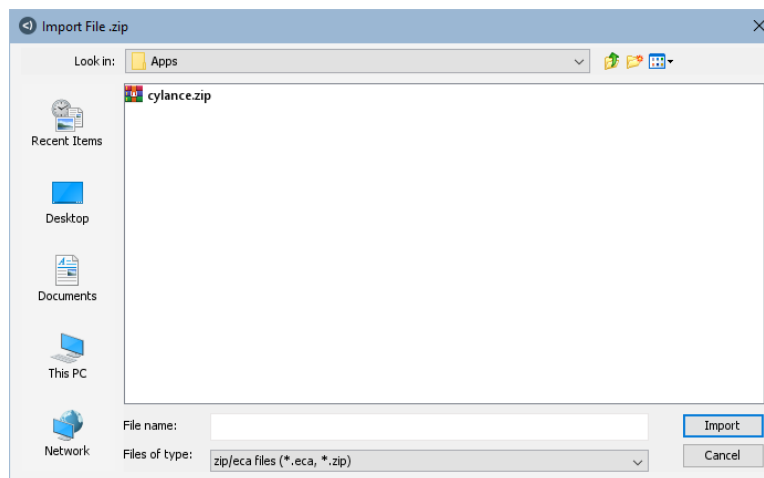 Import File .zip
Look in: Apps
cylance.zip
Recent Items
Desktop
Documents
This PC
Network
File name:
Import
Files of type: zip/eca files (*.eca, *.zip)
Cancel